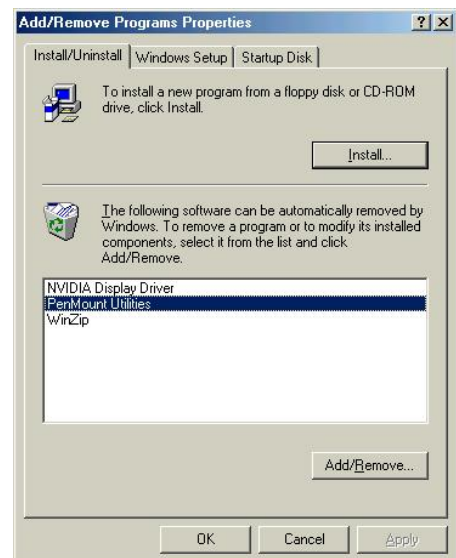 Add/Remove Programs Properties
Install/Uninstall
Windows Setup
Startup Disk
To install a new program from a floppy disk or CD-ROM
drive, click Install.
Install...
The following software can be automatically removed by
Windows. To remove a program or to modify its installed
components, select it from the list and click
Add/Remove.
NVIDIA Display Driver
PenMount Utilities
WinZip
Add/Remove...
OK
Cancel
Apply